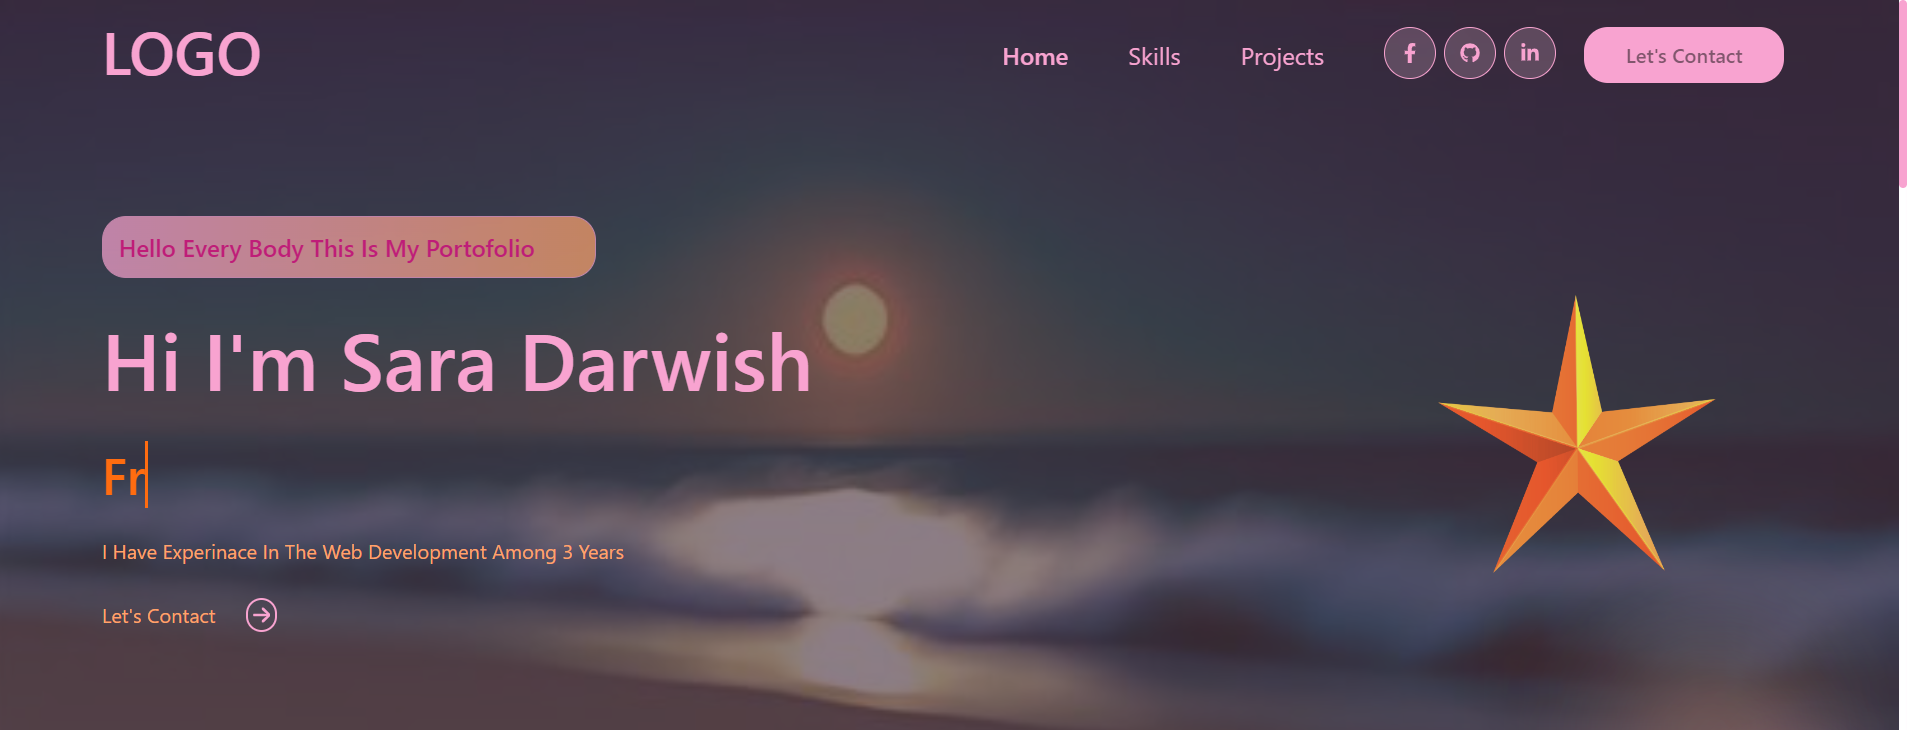 LOGO
Home
Skills
Projects
Let's Contact
Hello Every Body This Is My Portofolio
Hi I'm Sara Darwish
Fr
I Have Experinace In The Web Development Among 3 Years
Let's Contact